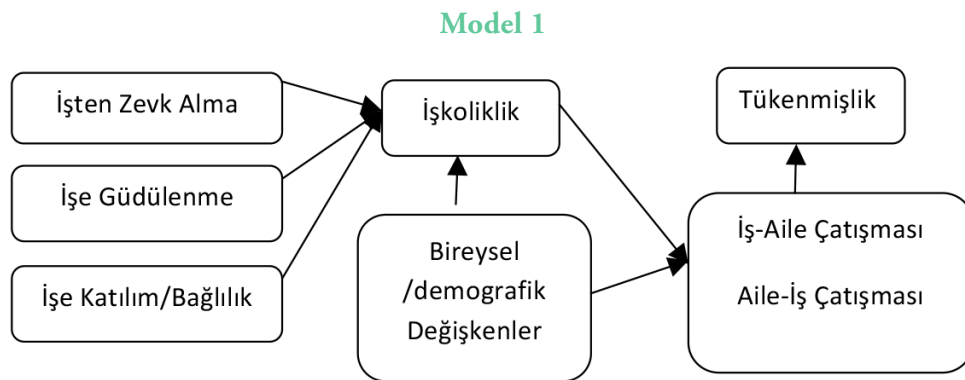 Model 1
İşten Zevk Alma
İşe Güdülenme
İşe Katılım/Bağlılık
İşkoliklik
Bireysel
/demografik
Değişkenler
Tükenmişlik
İş-Aile Çatışması
Aile-İş Çatışması